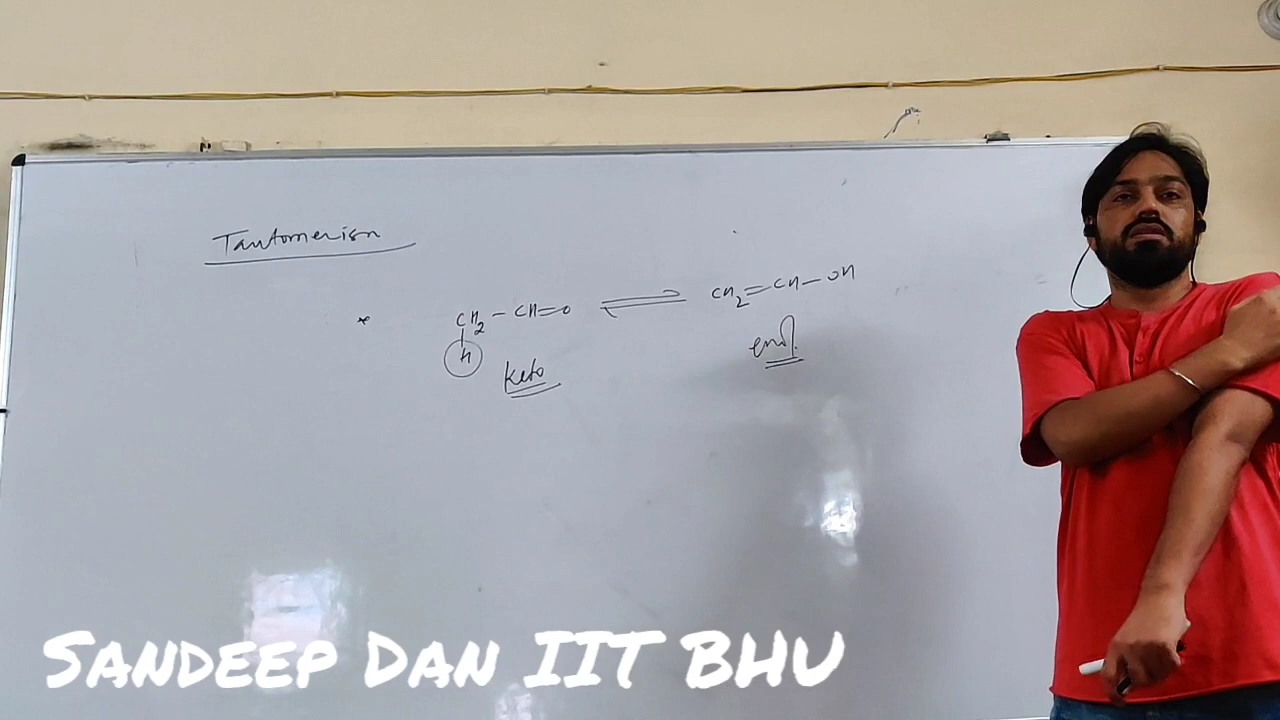 Tautomerism
* CH2 - CH=O ⇌ CH2=CH-OH
H
Keto
enol
SANDEEP DAN IIT BHU